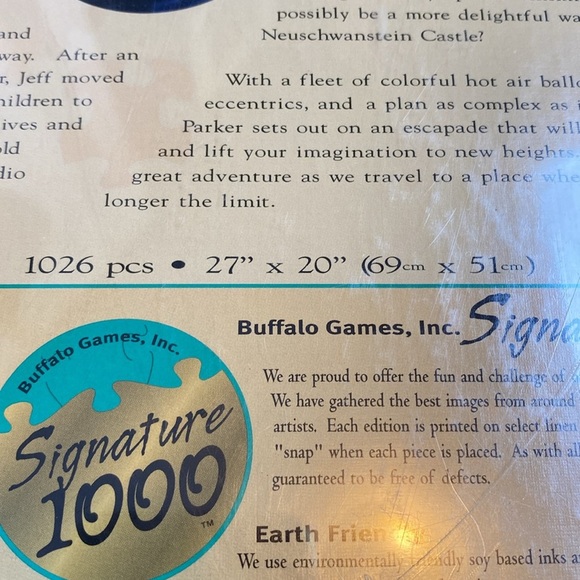 and
way. After an
r, Jeff moved
hildren to
ives and
old
dio
possibly be a more delightful wa
Neuschwanstein Castle?
With a fleet of colorful hot air ballo
eccentrics, and a plan as complex as i
Parker sets out on an escapade that will
and lift your imagination to new heights.
great adventure as we travel to a place whe
longer the limit.
1026 pcs • 27” x 20” (69cm x 51cm)
Buffalo Games, Inc.
Signature
1000
TM
Buffalo Games, Inc. Signa
We are proud to offer the fun and challenge of
We have gathered the best images from around
artists. Each edition is printed on select linen
"snap" when each piece is placed. As with all
guaranteed to be free of defects.
Earth Frien
We use environmentally friendly soy based inks a